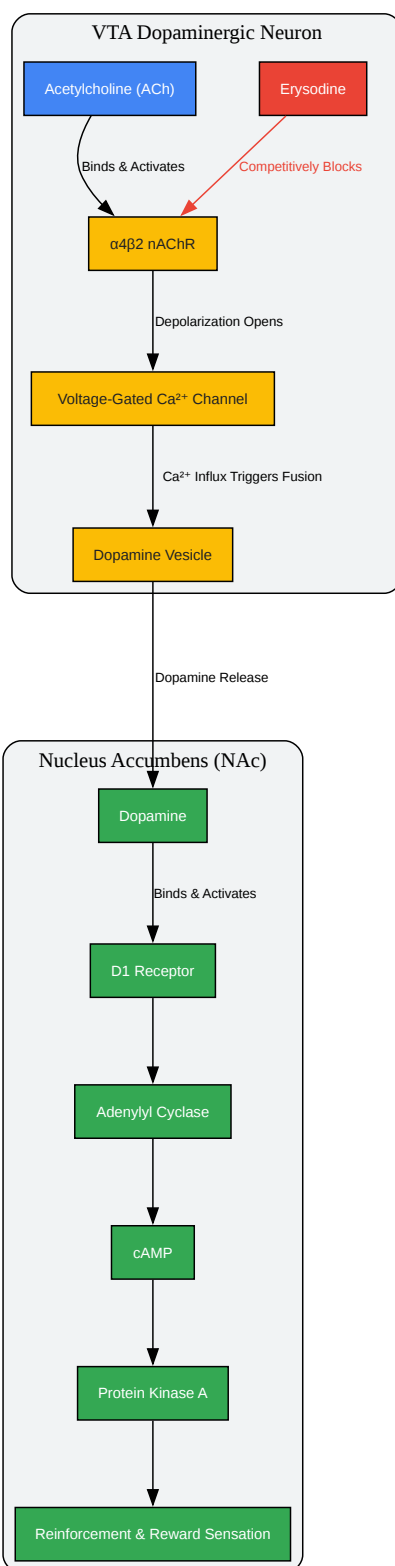 VTA Dopaminergic Neuron
Acetylcholine (ACh)
Erysodine
Binds & Activates
Competitively Blocks
α4β2 nAChR
Depolarization Opens
Voltage-Gated Ca²⁺ Channel
Ca²⁺ Influx Triggers Fusion
Dopamine Vesicle
Dopamine Release
Nucleus Accumbens (NAc)
Dopamine
Binds & Activates
D1 Receptor
Adenylyl Cyclase
cAMP
Protein Kinase A
Reinforcement & Reward Sensation